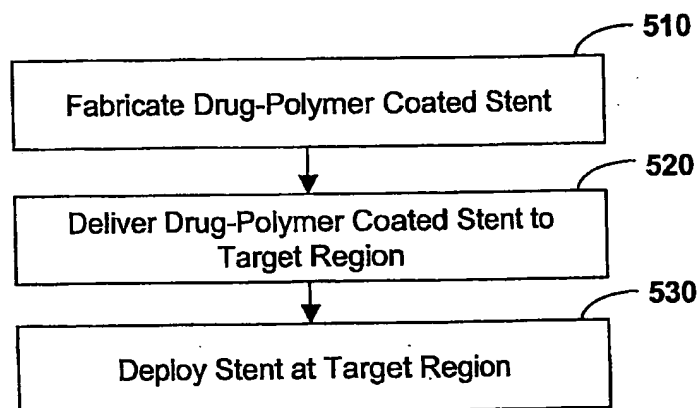 510
Fabricate Drug-Polymer Coated Stent
520
Deliver Drug-Polymer Coated Stent to
Target Region
530
Deploy Stent at Target Region